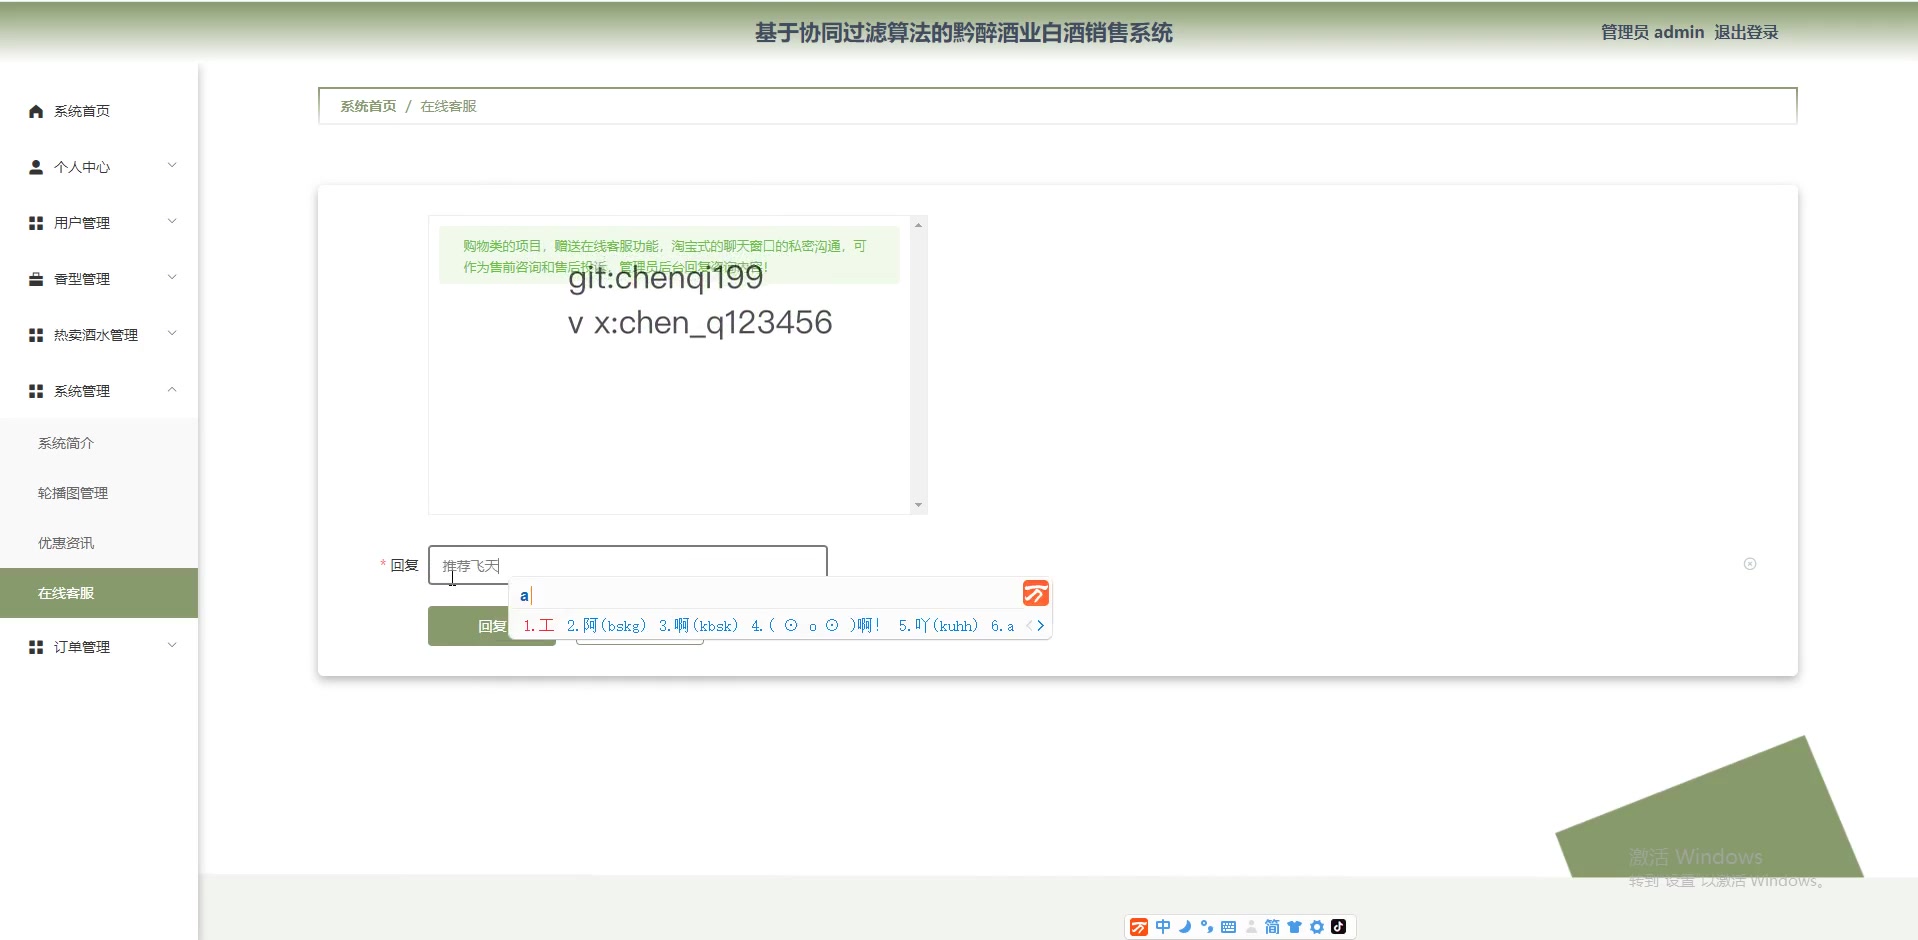 基于协同过滤算法的黔醉酒业白酒销售系统
管理员 admin 退出登录
系统首页
个人中心
用户管理
香型管理
热卖酒水管理
系统管理
系统简介
轮播图管理
优惠资讯
在线客服
订单管理
系统首页 / 在线客服
购物类的项目，赠送在线客服功能，淘宝式的聊天窗口的私密沟通，可
作为售前咨询和售后投诉，管理员后台回复咨询内容！
git:chenqi199
v x:chen_q123456
* 回复 推荐飞天
a
回复
1.工 2.阿(bskg) 3.啊(kbsk) 4.( ⊙ o ⊙ )啊! 5.吖(kuhh) 6.a
激活 Windows
转到"设置"以激活 Windows。
中 简